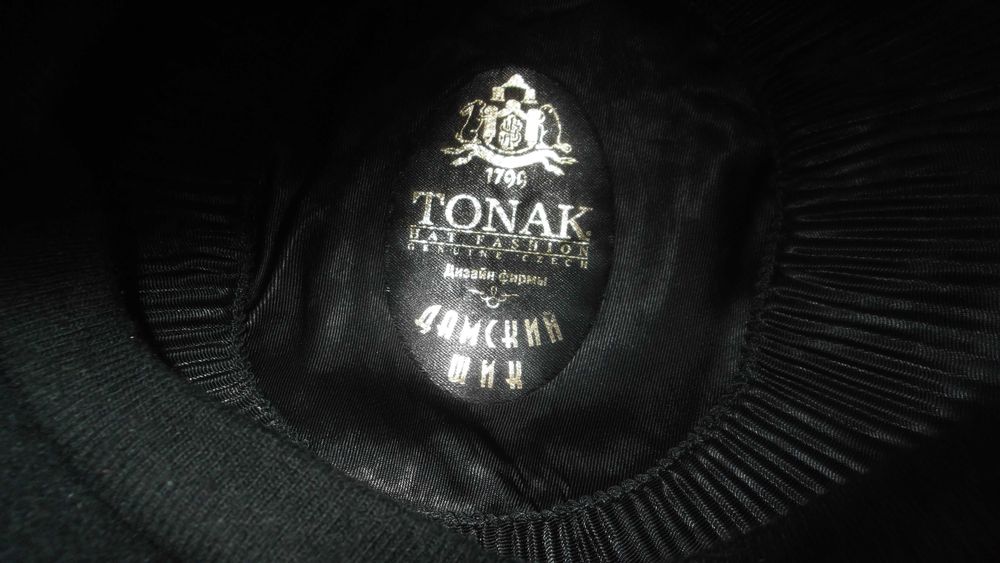 1799
TONAK
HAT FASHION
GENUINE CZECH
Дизайн фирмы
ДАМСКИЙ
ШИК